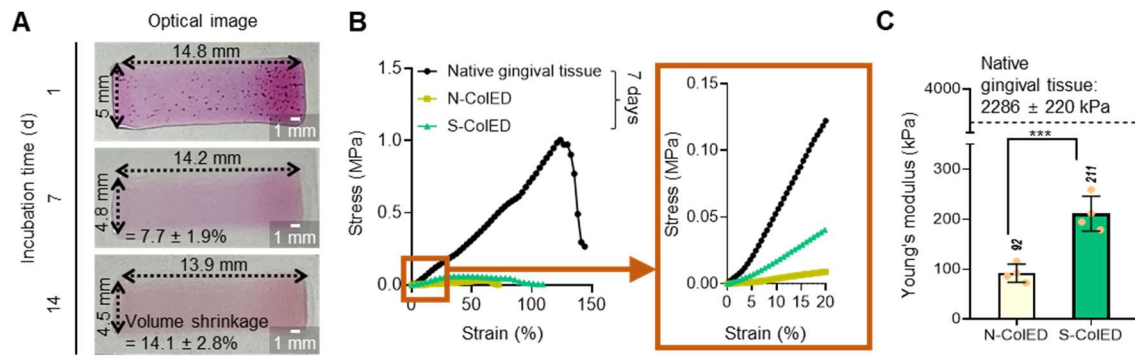 A
Optical image
Incubation time (d)
1
14.8 mm
5 mm
1 mm
7
14.2 mm
4.8 mm
= 7.7 ± 1.9%
1 mm
14
13.9 mm
4.5 mm
Volume shrinkage
= 14.1 ± 2.8%
1 mm
B
Native gingival tissue
N-ColED
S-ColED
7 days
Stress (MPa)
1.5
1.0
0.5
0.0
0 50 100 150
Strain (%)
Stress (MPa)
0.15
0.10
0.05
0.00
0 5 10 15 20
Strain (%)
C
Native
gingival tissue:
2286 ± 220 kPa
Young's modulus (kPa)
4000
300
200
100
0
***
92
211
N-ColED S-ColED